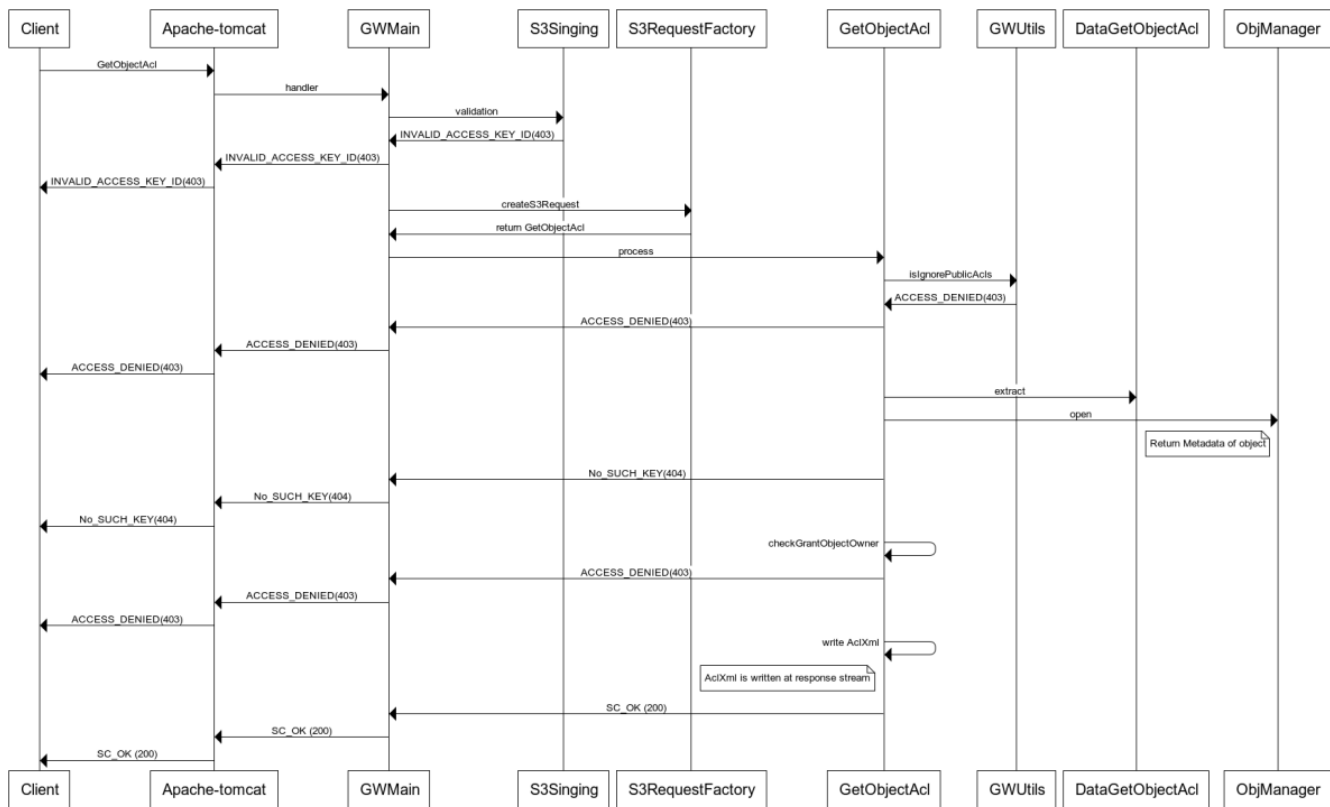 Client Apache-tomcat GWMain S3Singing S3RequestFactory GetObjectAcl GWUtils DataGetObjectAcl ObjManager
GetObjectAcl
handler
validation
INVALID_ACCESS_KEY_ID(403)
INVALID_ACCESS_KEY_ID(403)
INVALID_ACCESS_KEY_ID(403)
createS3Request
return GetObjectAcl
process
isIgnorePublicAcls
ACCESS_DENIED(403)
ACCESS_DENIED(403)
ACCESS_DENIED(403)
ACCESS_DENIED(403)
extract
open
Return Metadata of object
No_SUCH_KEY(404)
No_SUCH_KEY(404)
No_SUCH_KEY(404)
checkGrantObjectOwner
ACCESS_DENIED(403)
ACCESS_DENIED(403)
ACCESS_DENIED(403)
write AclXml
AclXml is written at response stream
SC_OK (200)
SC_OK (200)
SC_OK (200)
Client Apache-tomcat GWMain S3Singing S3RequestFactory GetObjectAcl GWUtils DataGetObjectAcl ObjManager